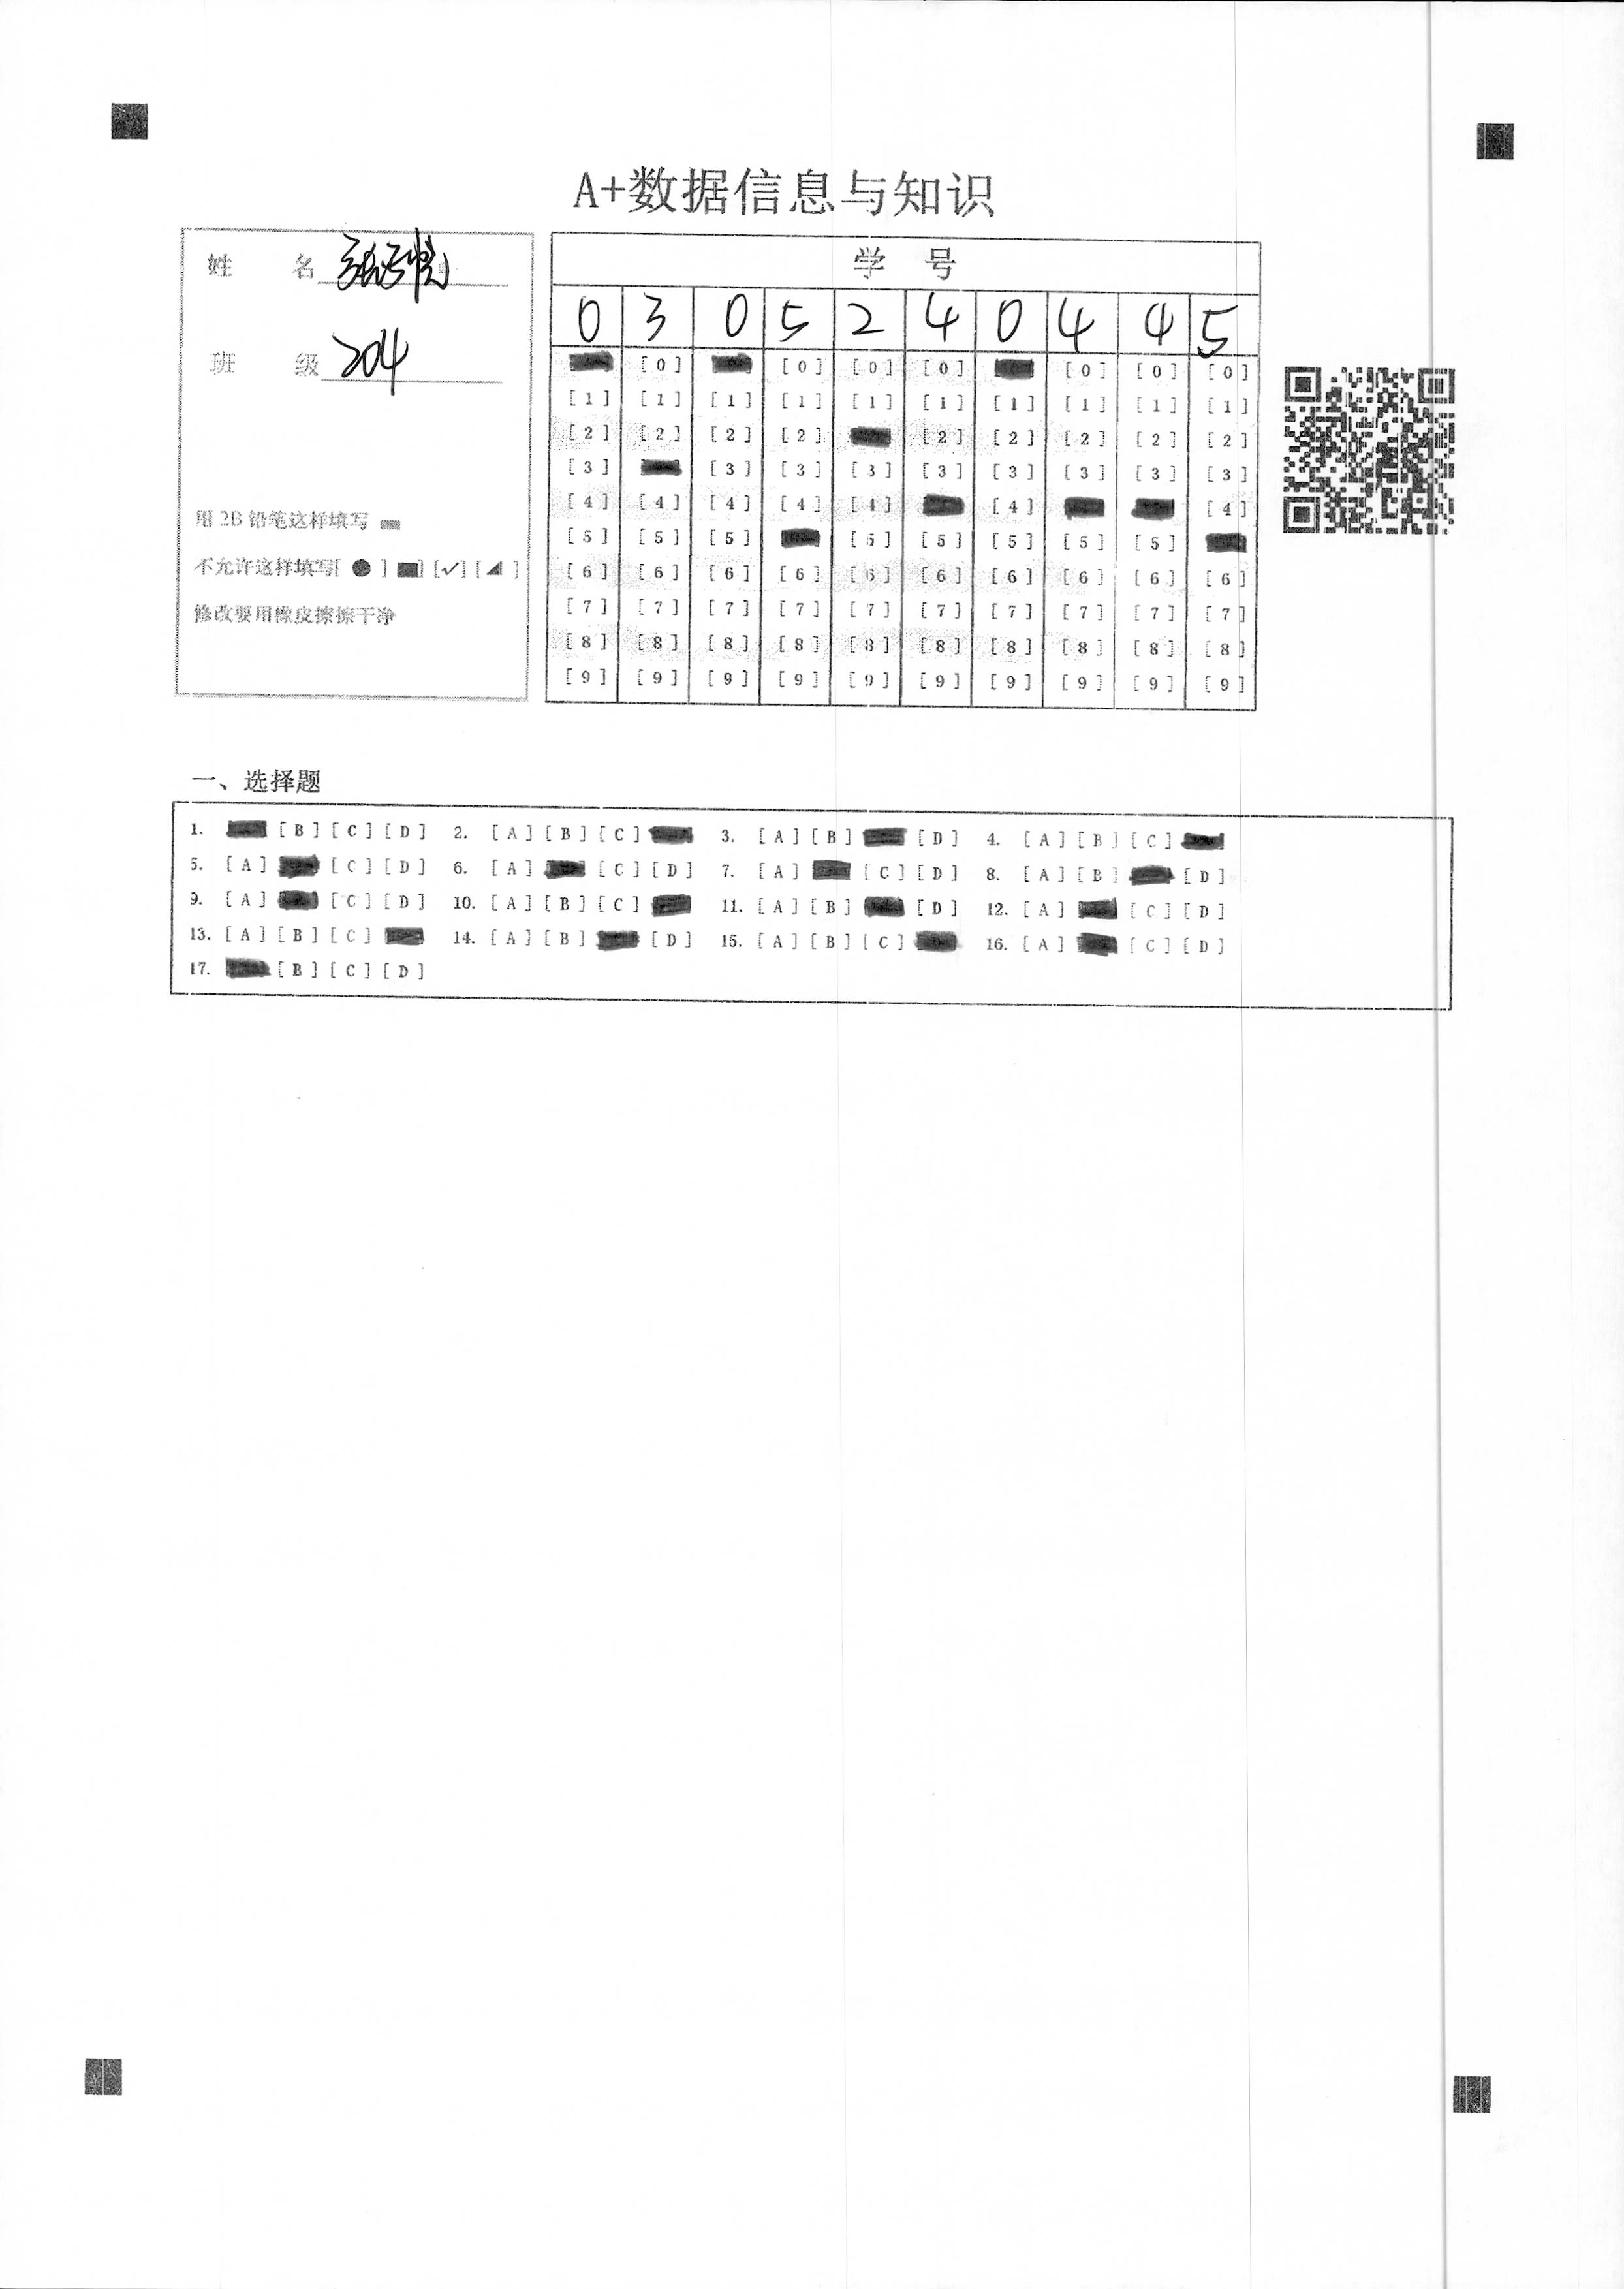 A+数据信息与知识
姓 名
班 级 204
用 2B 铅笔这样填写
不允许这样填写[ ● ] [■] [✓] [◢ ]
修改要用橡皮擦擦干净
学 号
0 3 0 5 2 4 0 4 4 5
[0] [0] [0] [0] [0] [0] [0]
[1] [1] [1] [1] [1] [1] [1] [1] [1] [1]
[2] [2] [2] [2] [2] [2] [2] [2] [2]
[3] [3] [3] [3] [3] [3] [3] [3] [3]
[4] [4] [4] [4] [4] [4] [4]
[5] [5] [5] [5] [5] [5] [5] [5]
[6] [6] [6] [6] [6] [6] [6] [6] [6] [6]
[7] [7] [7] [7] [7] [7] [7] [7] [7] [7]
[8] [8] [8] [8] [8] [8] [8] [8] [8] [8]
[9] [9] [9] [9] [9] [9] [9] [9] [9] [9]
一、选择题
1. [B] [C] [D] 2. [A] [B] [C] 3. [A] [B] [D] 4. [A] [B] [C]
5. [A] [C] [D] 6. [A] [C] [D] 7. [A] [C] [D] 8. [A] [B] [D]
9. [A] [C] [D] 10. [A] [B] [C] 11. [A] [B] [D] 12. [A] [C] [D]
13. [A] [B] [C] 14. [A] [B] [D] 15. [A] [B] [C] 16. [A] [C] [D]
17. [B] [C] [D]